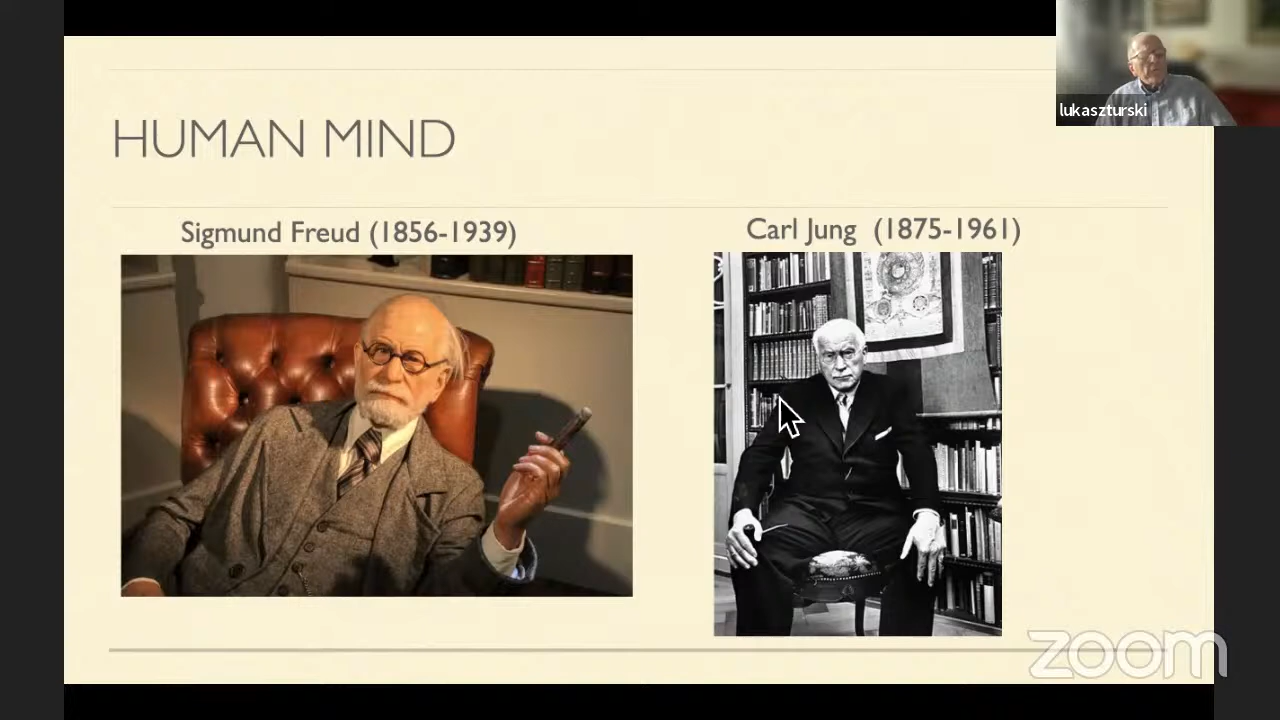 lukaszturski
HUMAN MIND
Sigmund Freud (1856-1939)
Carl Jung (1875-1961)
zoom